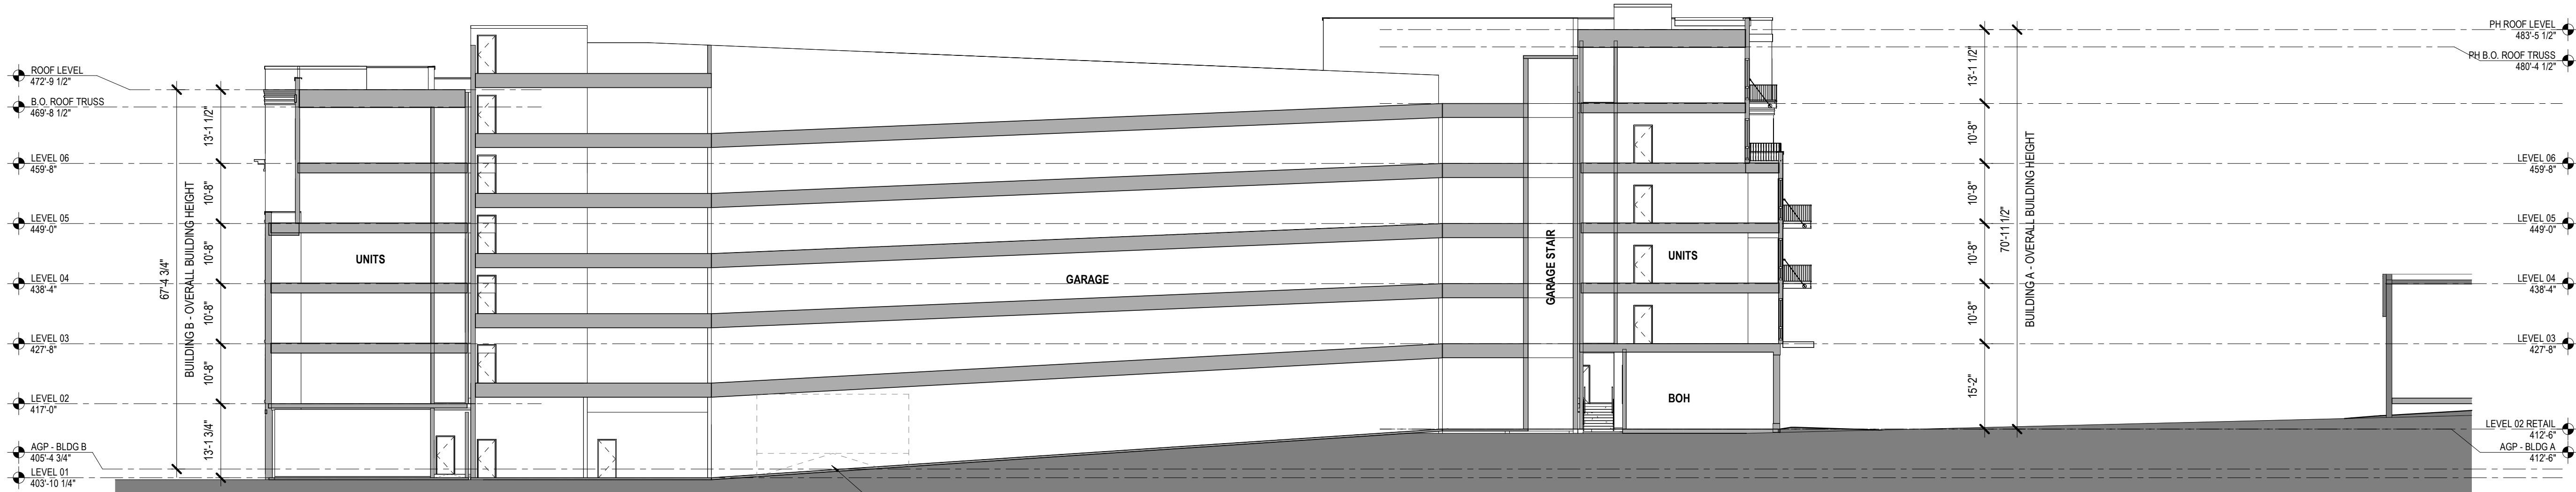 ROOF LEVEL
472'-9 1/2"
B.O. ROOF TRUSS
469'-8 1/2"
LEVEL 06
459'-8"
LEVEL 05
449'-0"
LEVEL 04
438'-4"
LEVEL 03
427'-8"
LEVEL 02
417'-0"
AGP - BLDG B
405'-4 3/4"
LEVEL 01
403'-10 1/4"
67'-4 3/4"
BUILDING B - OVERALL BUILDING HEIGHT
13'-1 1/2"
10'-8"
10'-8"
10'-8"
10'-8"
13'-1 3/4"
UNITS
GARAGE
GARAGE STAIR
UNITS
BOH
13'-1 1/2"
10'-8"
10'-8"
10'-8"
10'-8"
15'-2"
70'-11 1/2"
BUILDING A - OVERALL BUILDING HEIGHT
PH ROOF LEVEL
483'-5 1/2"
PH B.O. ROOF TRUSS
480'-4 1/2"
LEVEL 06
459'-8"
LEVEL 05
449'-0"
LEVEL 04
438'-4"
LEVEL 03
427'-8"
LEVEL 02 RETAIL
412'-6"
AGP - BLDG A
412'-6"